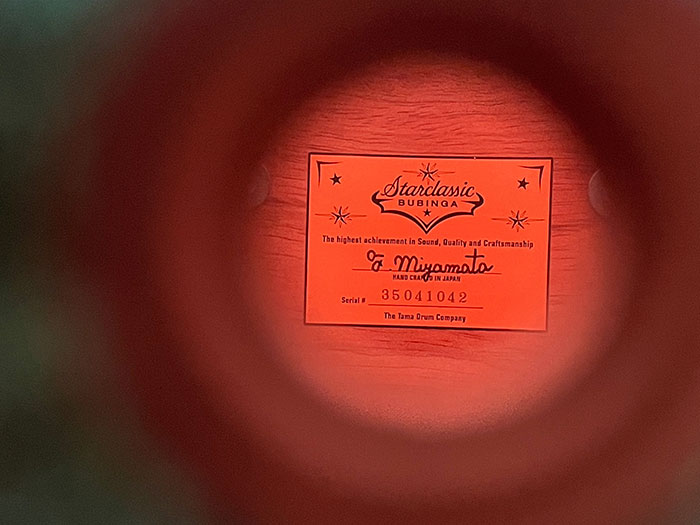 Starclassic
BUBINGA
The highest achievement in Sound, Quality and Craftsmanship
F. Miyamato
HAND CRAFTED IN JAPAN
Serial # 35041042
The Tama Drum Company